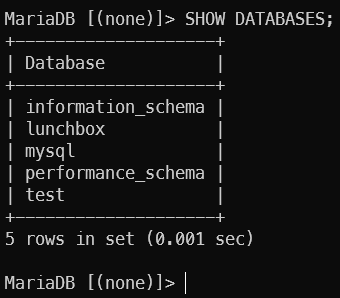 MariaDB [(none)]> SHOW DATABASES;
+--------------------+
| Database           |
+--------------------+
| information_schema |
| lunchbox           |
| mysql              |
| performance_schema |
| test               |
+--------------------+
5 rows in set (0.001 sec)

MariaDB [(none)]>